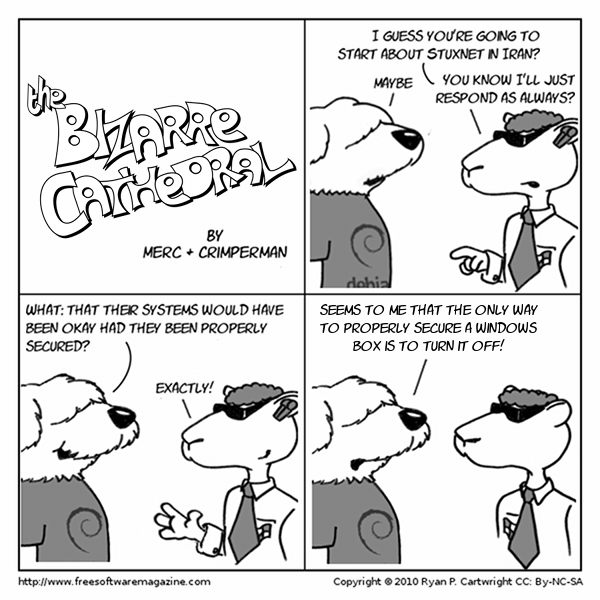 the
BIZARRE
CATHEDRAL
BY
MERC + CRIMPERMAN
I GUESS YOU'RE GOING TO
START ABOUT STUXNET IN IRAN?
MAYBE
YOU KNOW I'LL JUST
RESPOND AS ALWAYS?
debia
WHAT: THAT THEIR SYSTEMS WOULD HAVE
BEEN OKAY HAD THEY BEEN PROPERLY
SECURED?
EXACTLY!
SEEMS TO ME THAT THE ONLY WAY
TO PROPERLY SECURE A WINDOWS
BOX IS TO TURN IT OFF!
http://www.freesoftwaremagazine.com
Copyright © 2010 Ryan P. Cartwright CC: By-NC-SA